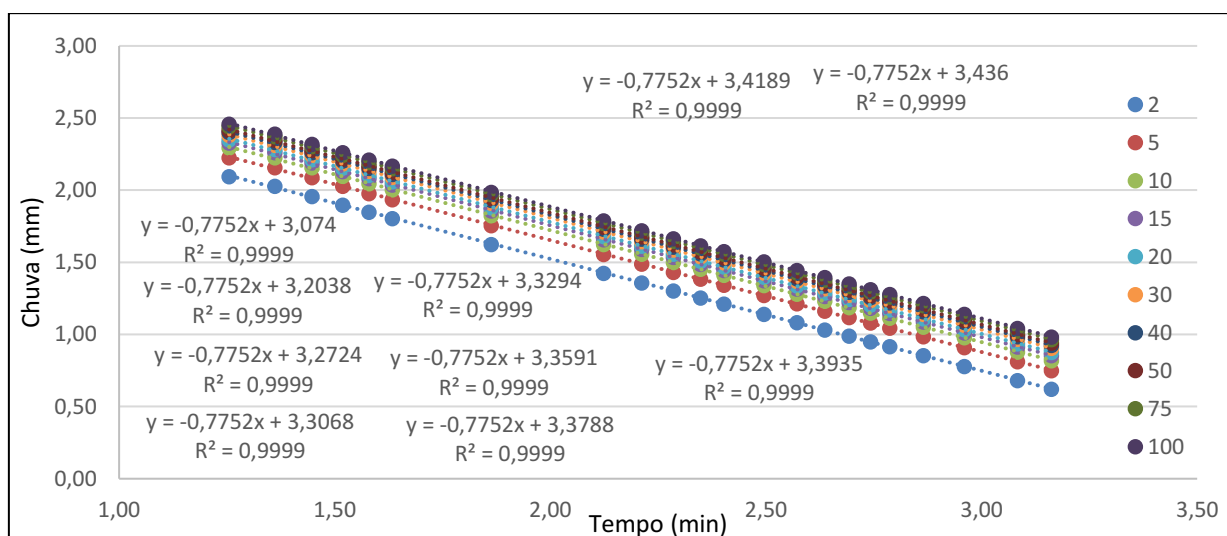 3,00
2,50
2,00
1,50
1,00
0,50
0,00
Chuva (mm)
y = -0,7752x + 3,4189
R² = 0,9999
y = -0,7752x + 3,436
R² = 0,9999
y = -0,7752x + 3,074
R² = 0,9999
y = -0,7752x + 3,2038
R² = 0,9999
y = -0,7752x + 3,3294
R² = 0,9999
y = -0,7752x + 3,2724
R² = 0,9999
y = -0,7752x + 3,3591
R² = 0,9999
y = -0,7752x + 3,3935
R² = 0,9999
y = -0,7752x + 3,3068
R² = 0,9999
y = -0,7752x + 3,3788
R² = 0,9999
2
5
10
15
20
30
40
50
75
100
1,00
1,50
2,00
2,50
3,00
3,50
Tempo (min)